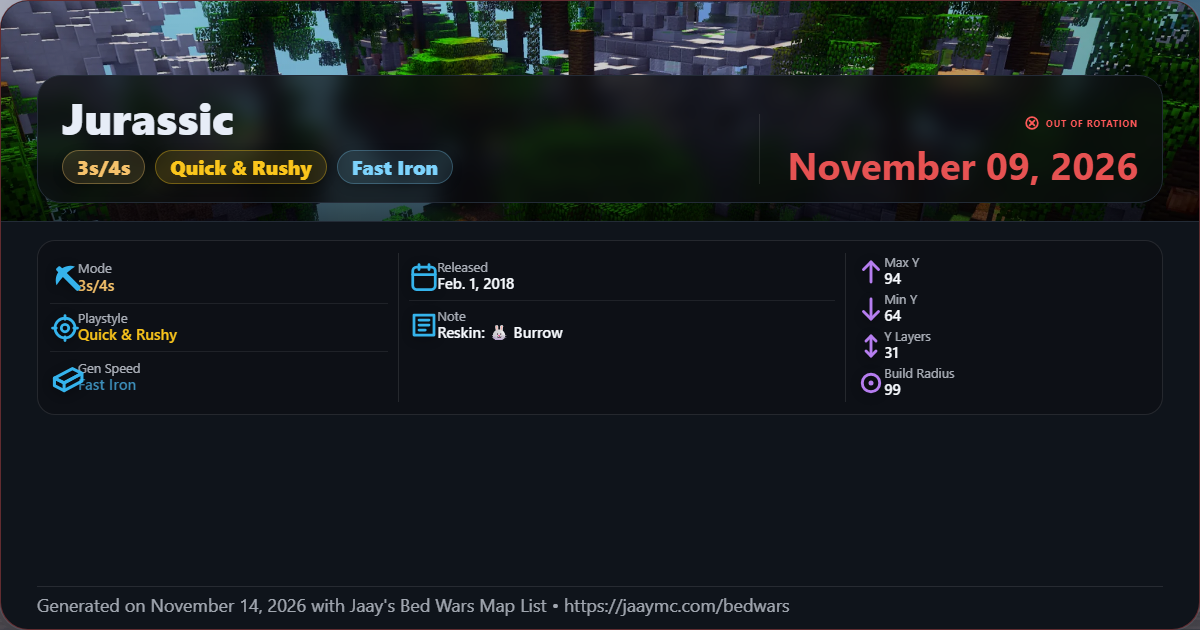 Jurassic
3s/4s
Quick & Rushy
Fast Iron
OUT OF ROTATION
November 09, 2026
Mode
3s/4s
Playstyle
Quick & Rushy
Gen Speed
Fast Iron
Released
Feb. 1, 2018
Note
Reskin: 🐰 Burrow
Max Y
94
Min Y
64
Y Layers
31
Build Radius
99
Generated on November 14, 2026 with Jaay's Bed Wars Map List • https://jaaymc.com/bedwars